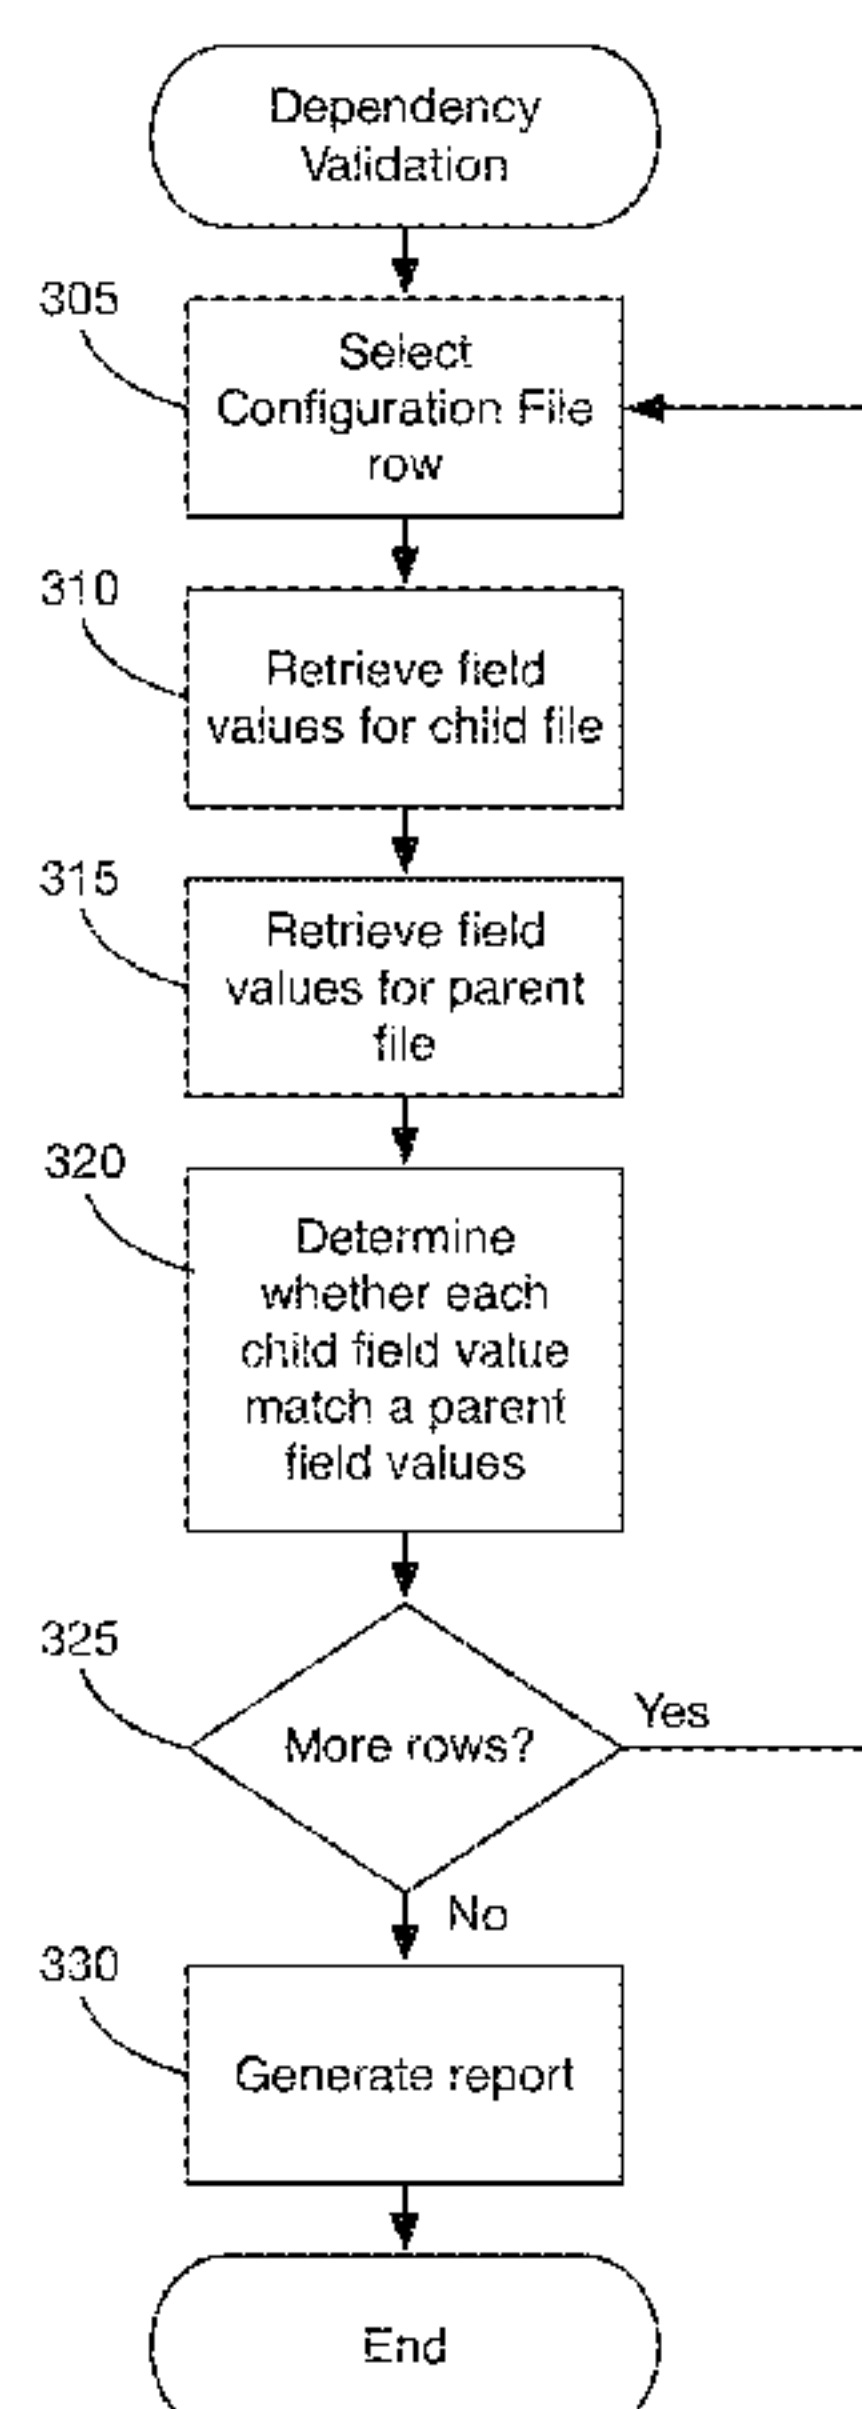 Dependency
Validation
305
Select
Configuration File
row
310
Retrieve field
values for child file
315
Retrieve field
values for parent
file
320
Determine
whether each
child field value
match a parent
field values
325
More rows?
Yes
No
330
Generate report
End